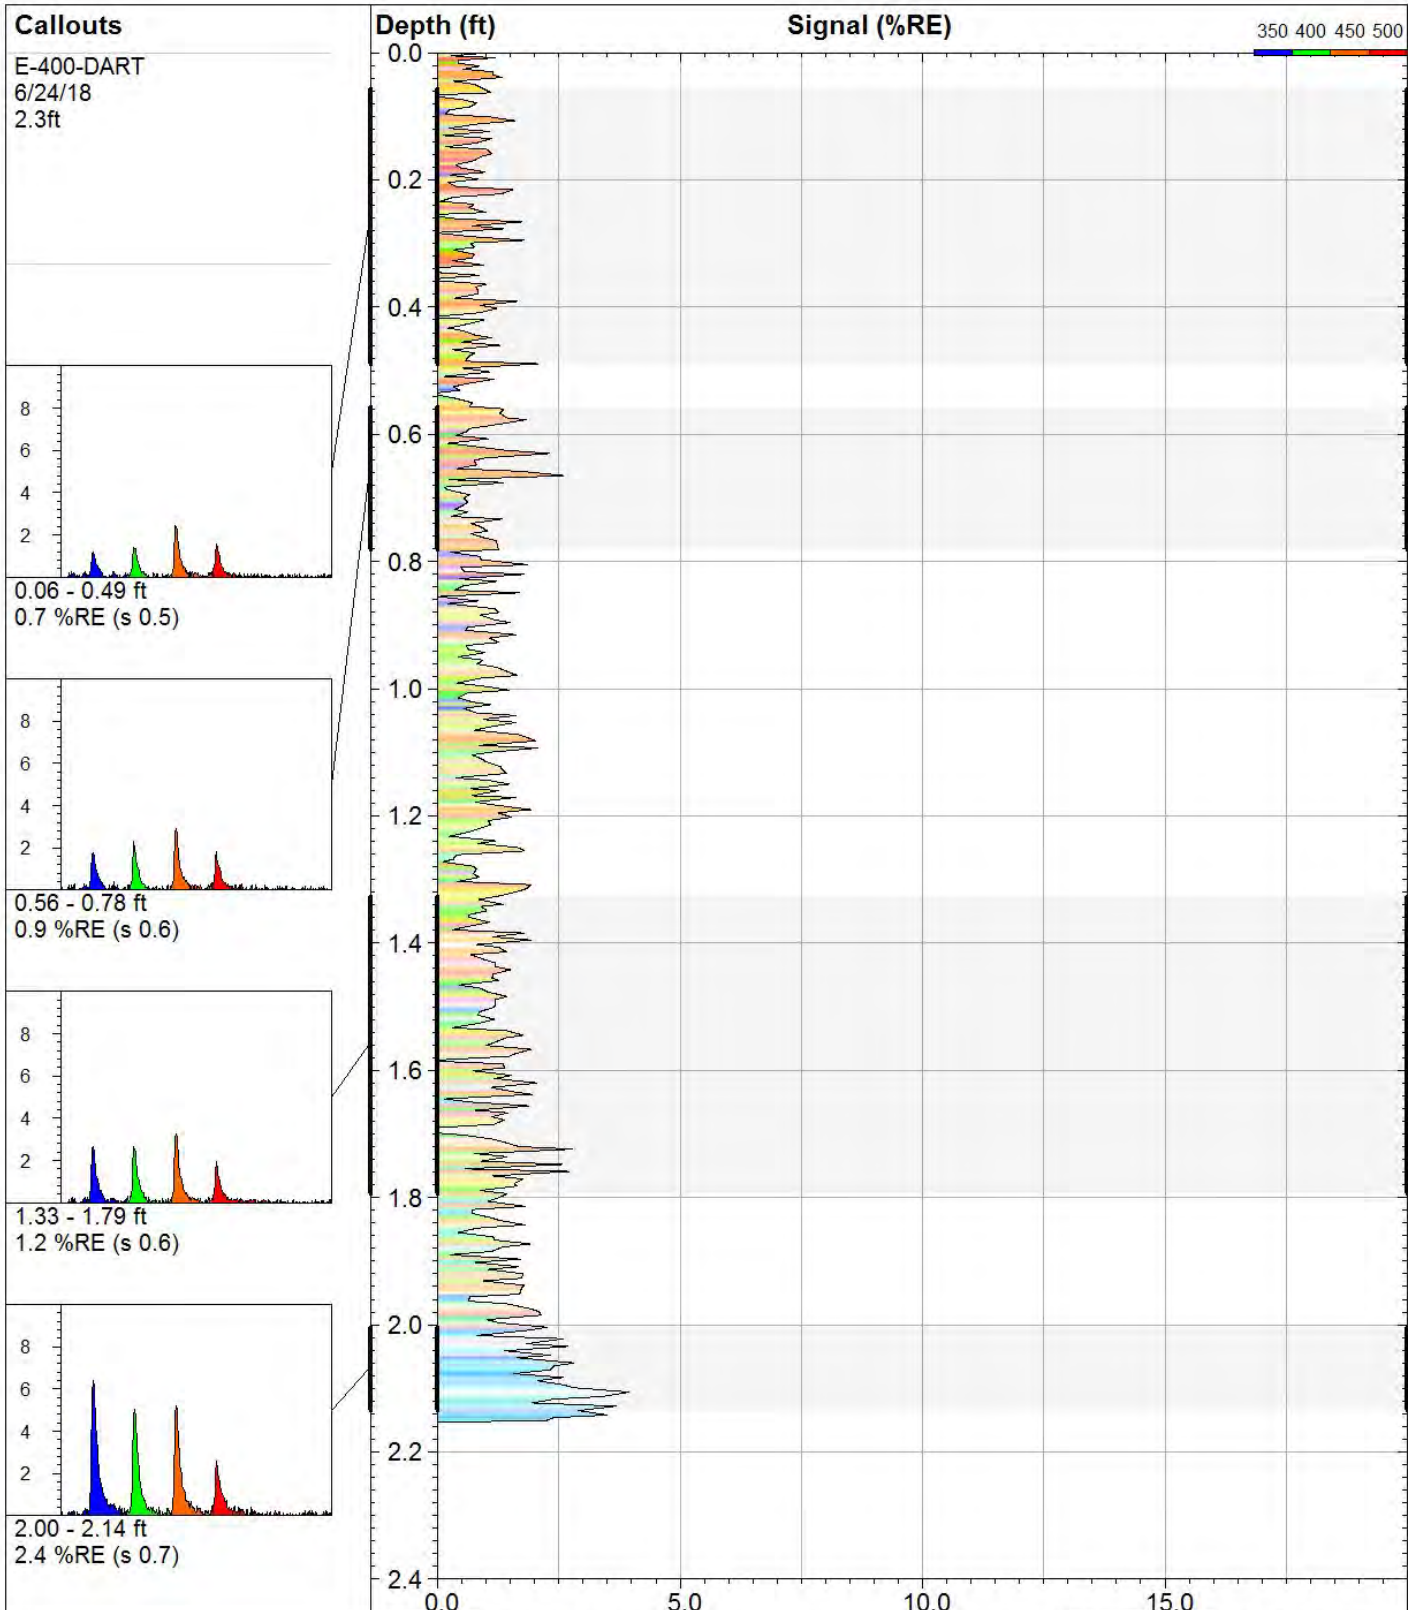 Callouts
Depth (ft)
Signal (%RE)
350 400 450 500
E-400-DART
6/24/18
2.3ft
8
6
4
2
0.06 - 0.49 ft
0.7 %RE (s 0.5)
8
6
4
2
0.56 - 0.78 ft
0.9 %RE (s 0.6)
8
6
4
2
1.33 - 1.79 ft
1.2 %RE (s 0.6)
8
6
4
2
2.00 - 2.14 ft
2.4 %RE (s 0.7)
0.0
0.2
0.4
0.6
0.8
1.0
1.2
1.4
1.6
1.8
2.0
2.2
2.4
0.0 5.0 10.0 15.0